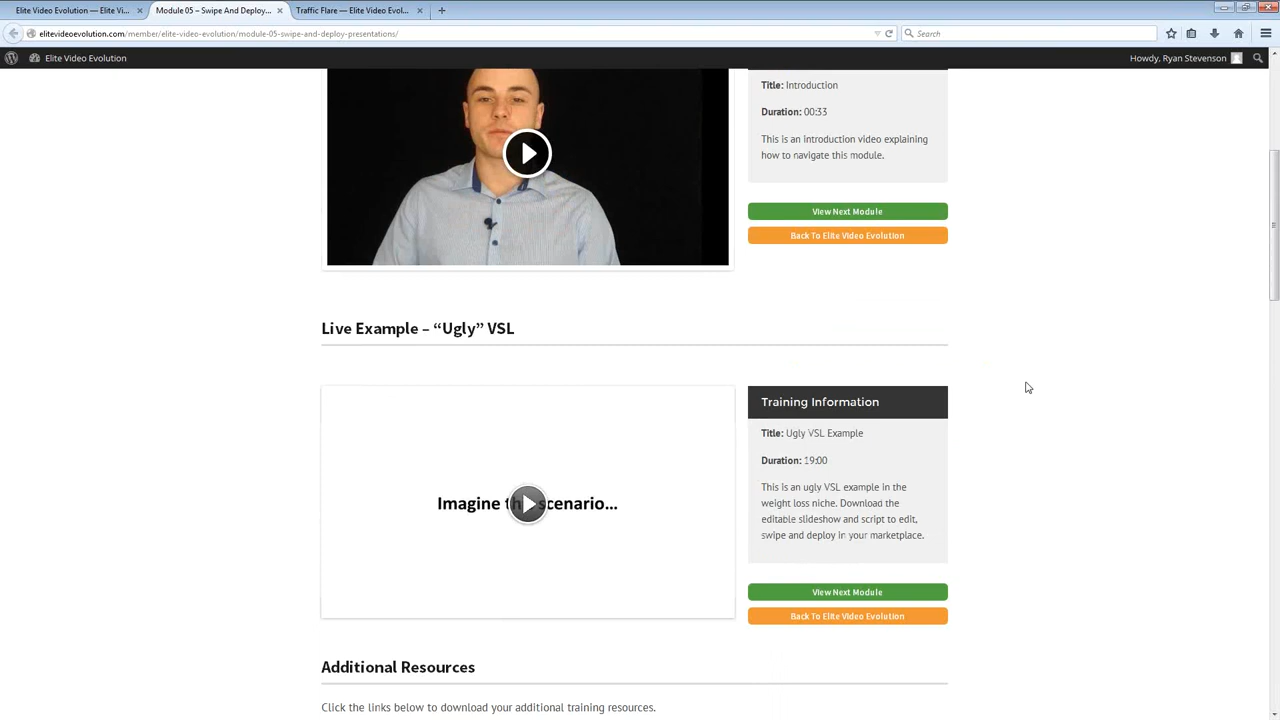 Elite Video Evolution — Elite Vi...
Module 05 – Swipe And Deploy...
Traffic Flare — Elite Video Evol...
elitevideoevolution.com/member/elite-video-evolution/module-05-swipe-and-deploy-presentations/
Search
Elite Video Evolution
Howdy, Ryan Stevenson
Title: Introduction
Duration: 00:33
This is an introduction video explaining
how to navigate this module.
View Next Module
Back To Elite Video Evolution
Live Example – “Ugly” VSL
Imagine scenario...
Training Information
Title: Ugly VSL Example
Duration: 19:00
This is an ugly VSL example in the
weight loss niche. Download the
editable slideshow and script to edit,
swipe and deploy in your marketplace.
View Next Module
Back To Elite Video Evolution
Additional Resources
Click the links below to download your additional training resources.